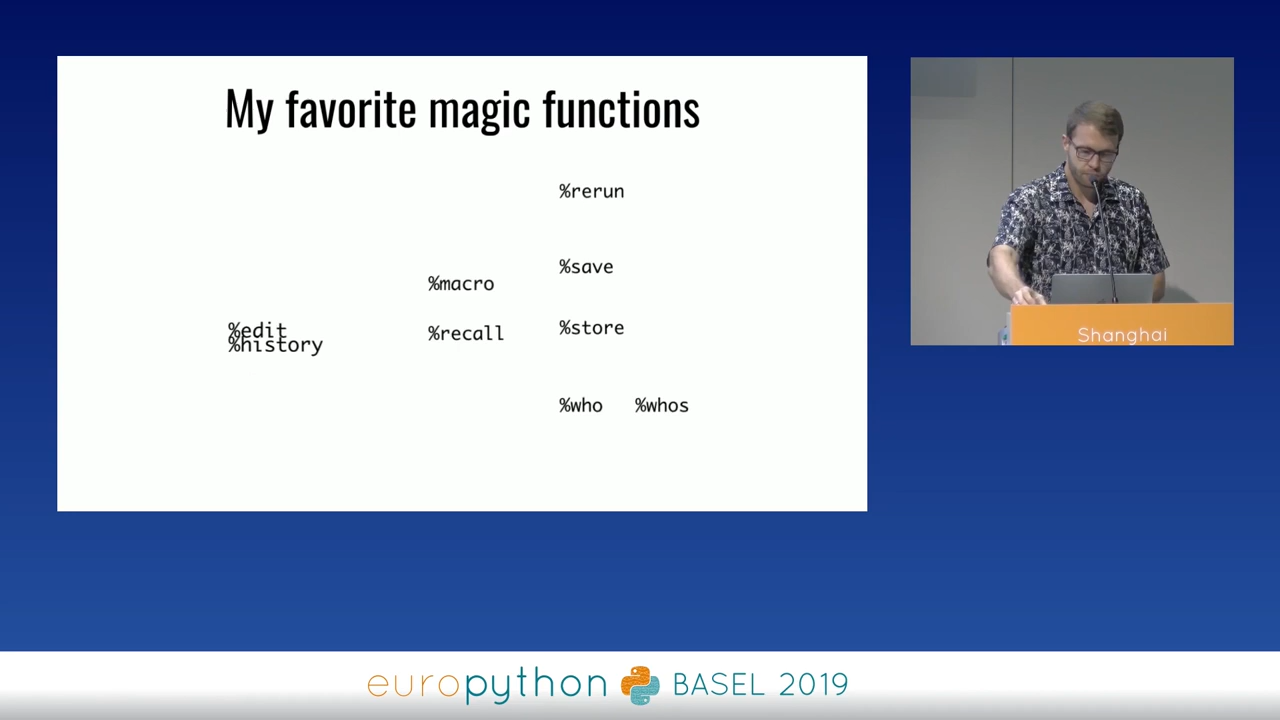 My favorite magic functions
%rerun
%save
%macro
%edit
%history
%recall
%store
%who %whos
Shanghai
europython BASEL 2019